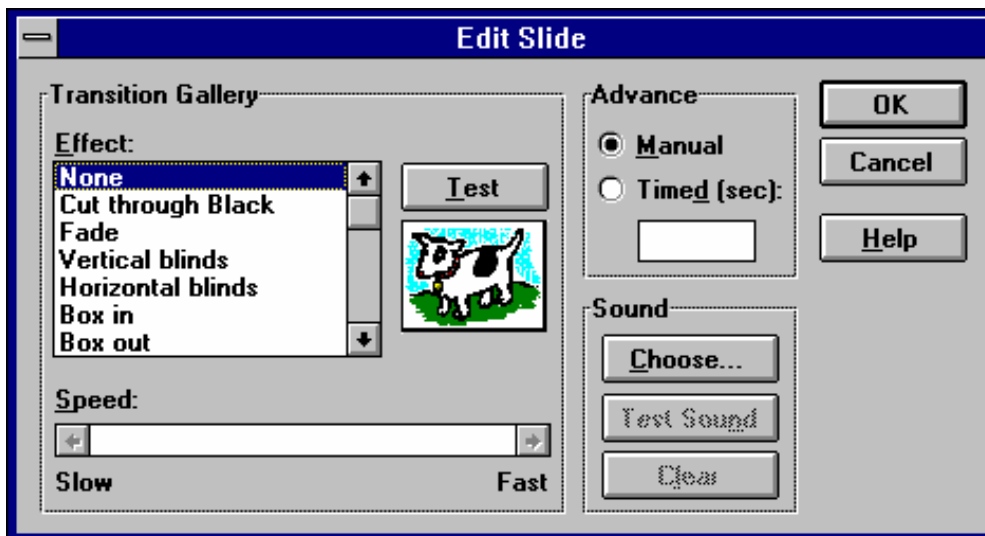 Edit Slide
Transition Gallery
Effect:
None
Cut through Black
Fade
Vertical blinds
Horizontal blinds
Box in
Box out
Test
Speed:
Slow
Fast
Advance
Manual
Timed (sec):
Sound
Choose...
Test Sound
Clear
OK
Cancel
Help